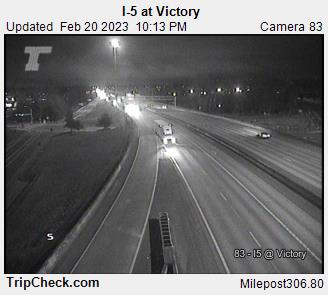 I-5 at Victory
Updated Feb 20 2023 10:13 PM Camera 83
T
S
83 - I5 @ Victory
TripCheck.com Milepost306.80